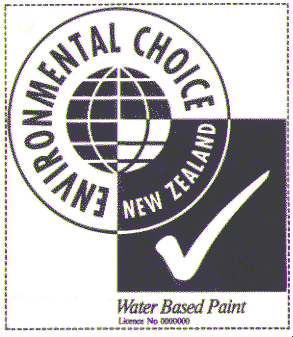 ENVIRONMENTAL CHOICE
NEW ZEALAND
Water Based Paint
Licence No 0000000